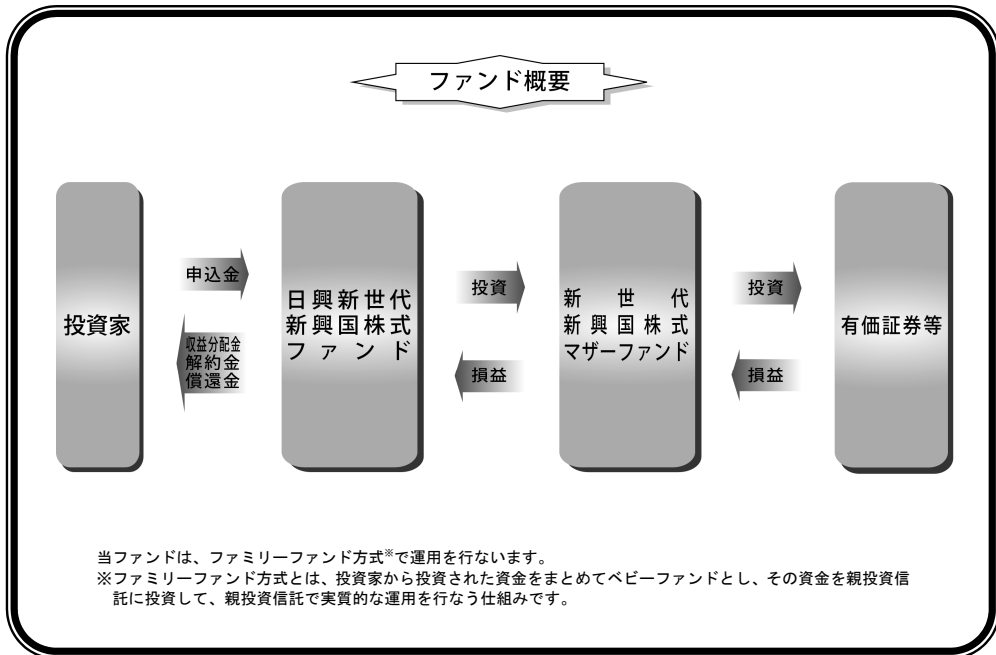 ファンド概要
投資家
申込金
収益分配金
解約金
償還金
日興新世代
新興国株式
ファンド
投資
損益
新世代
新興国株式
マザーファンド
投資
損益
有価証券等
当ファンドは、ファミリーファンド方式※で運用を行ないます。
※ファミリーファンド方式とは、投資家から投資された資金をまとめてベビーファンドとし、その資金を親投資信
託に投資して、親投資信託で実質的な運用を行なう仕組みです。